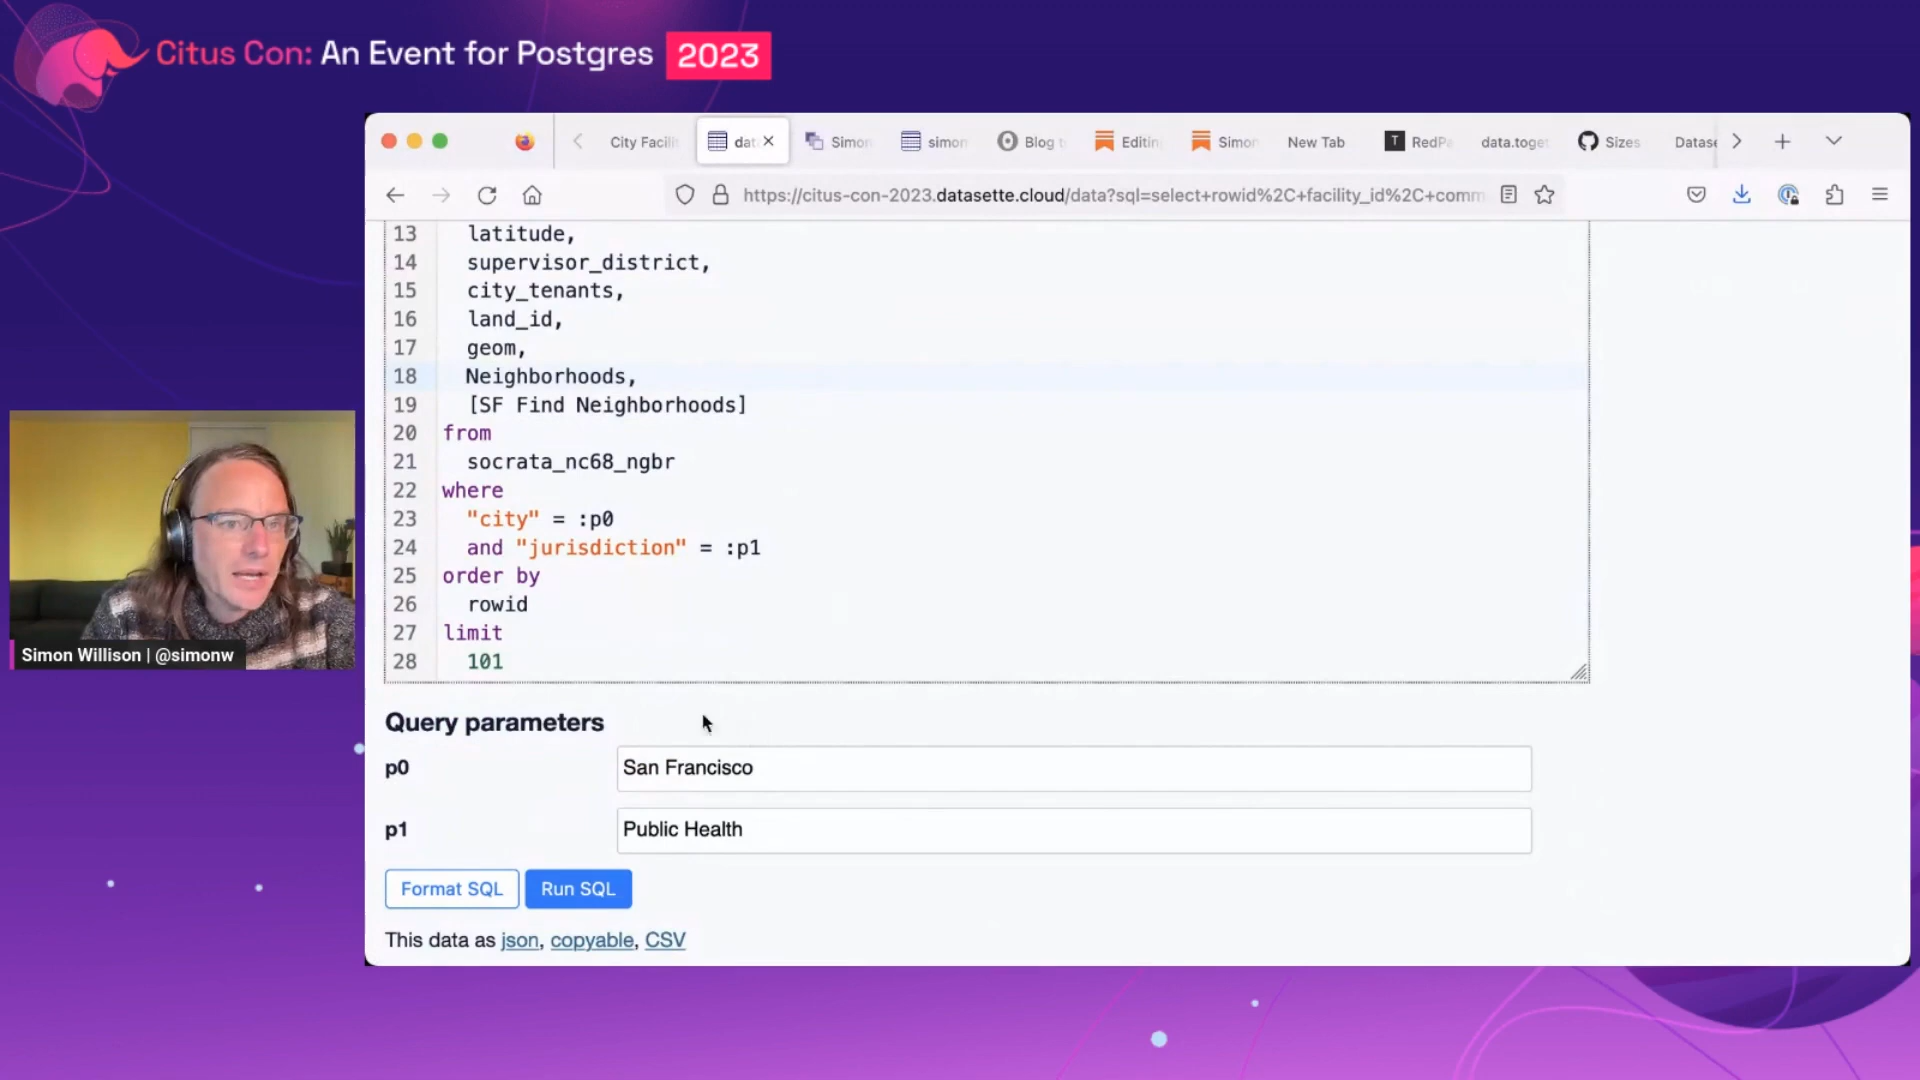 Citus Con: An Event for Postgres 2023
City Facili
dat
Simon
simon
Blog t
Editin
Simon
New Tab
RedPa
data.toget
Sizes
Datase
https://citus-con-2023.datasette.cloud/data?sql=select+rowid%2C+facility_id%2C+comm
13 latitude,
14 supervisor_district,
15 city_tenants,
16 land_id,
17 geom,
18 Neighborhoods,
19 [SF Find Neighborhoods]
20 from
21 socrata_nc68_ngbr
22 where
23 "city" = :p0
24 and "jurisdiction" = :p1
25 order by
26 rowid
27 limit
28 101
Simon Willison | @simonw
Query parameters
p0 San Francisco
p1 Public Health
Format SQL Run SQL
This data as json, copyable, CSV